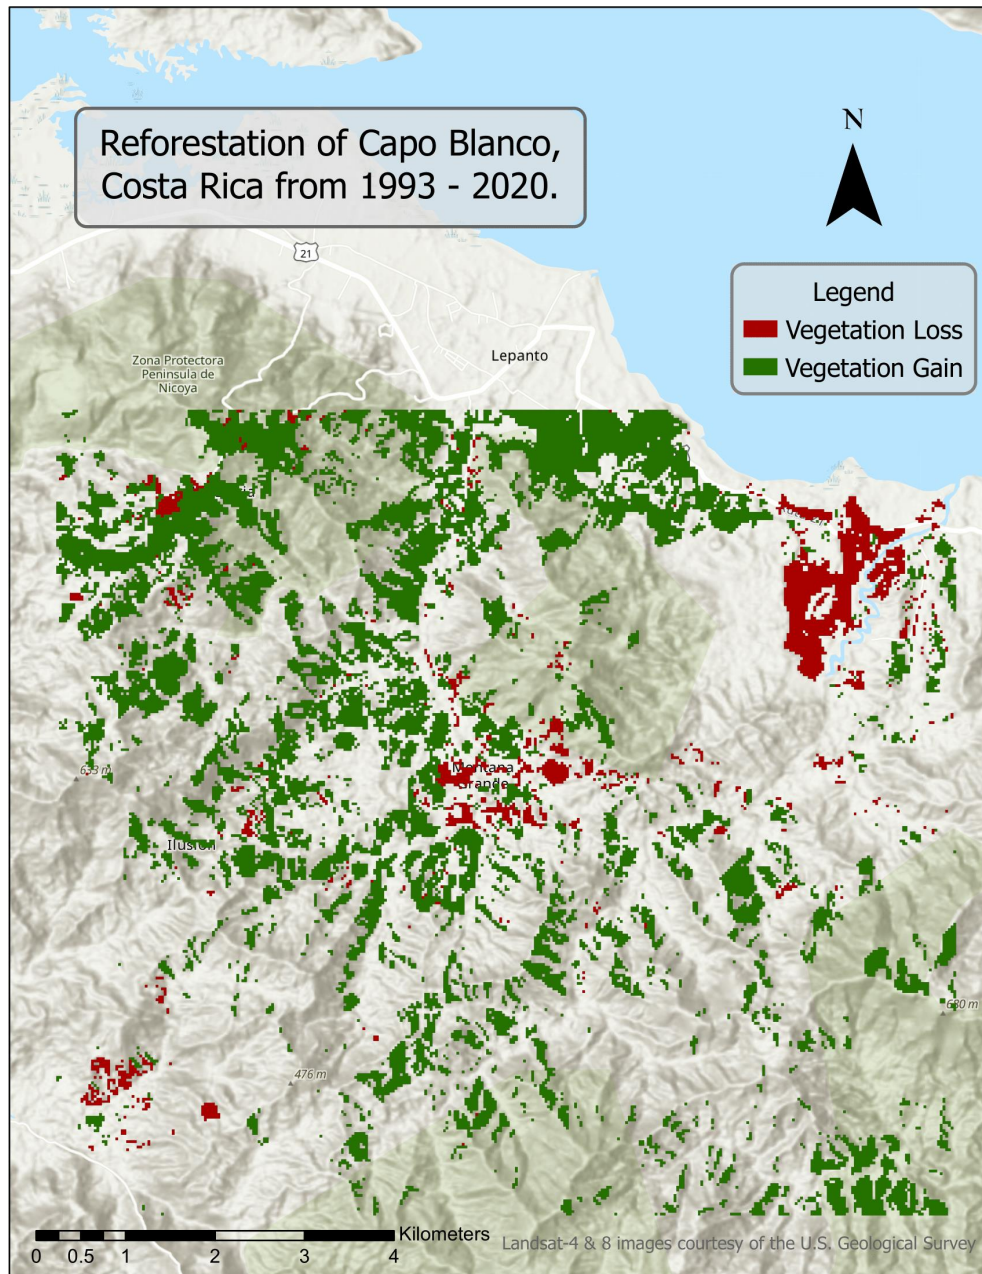 Reforestation of Capo Blanco,
Costa Rica from 1993 - 2020.
N
21
Legend
Vegetation Loss
Vegetation Gain
Lepanto
Zona Protectora
Peninsula de
Nicoya
633 m
Montana
Grande
Ilusion
680 m
476 m
Kilometers
0 0.5 1 2 3 4
Landsat-4 & 8 images courtesy of the U.S. Geological Survey